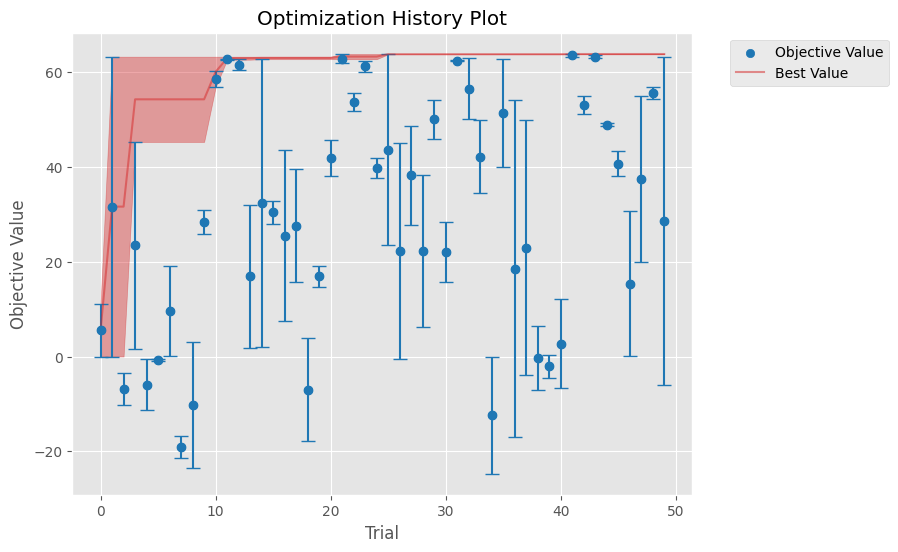 Optimization History Plot
Objective Value
Best Value
Objective Value
60
40
20
0
−20
0 10 20 30 40 50
Trial